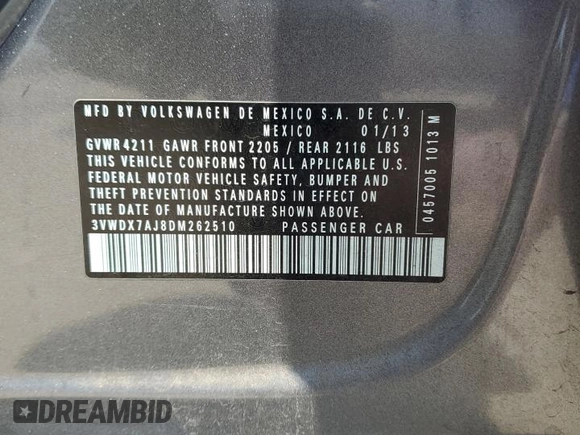 MFD BY VOLKSWAGEN DE MEXICO S.A. DE C.V.
MEXICO 01/13
GVWR 4211 GAWR FRONT 2205 / REAR 2116 LBS
THIS VEHICLE CONFORMS TO ALL APPLICABLE U.S.
FEDERAL MOTOR VEHICLE SAFETY, BUMPER AND
THEFT PREVENTION STANDARDS IN EFFECT ON
THE DATE OF MANUFACTURE SHOWN ABOVE.
3VWDX7AJ8DM262510 PASSENGER CAR
0457005 1013 M
DREAMBID